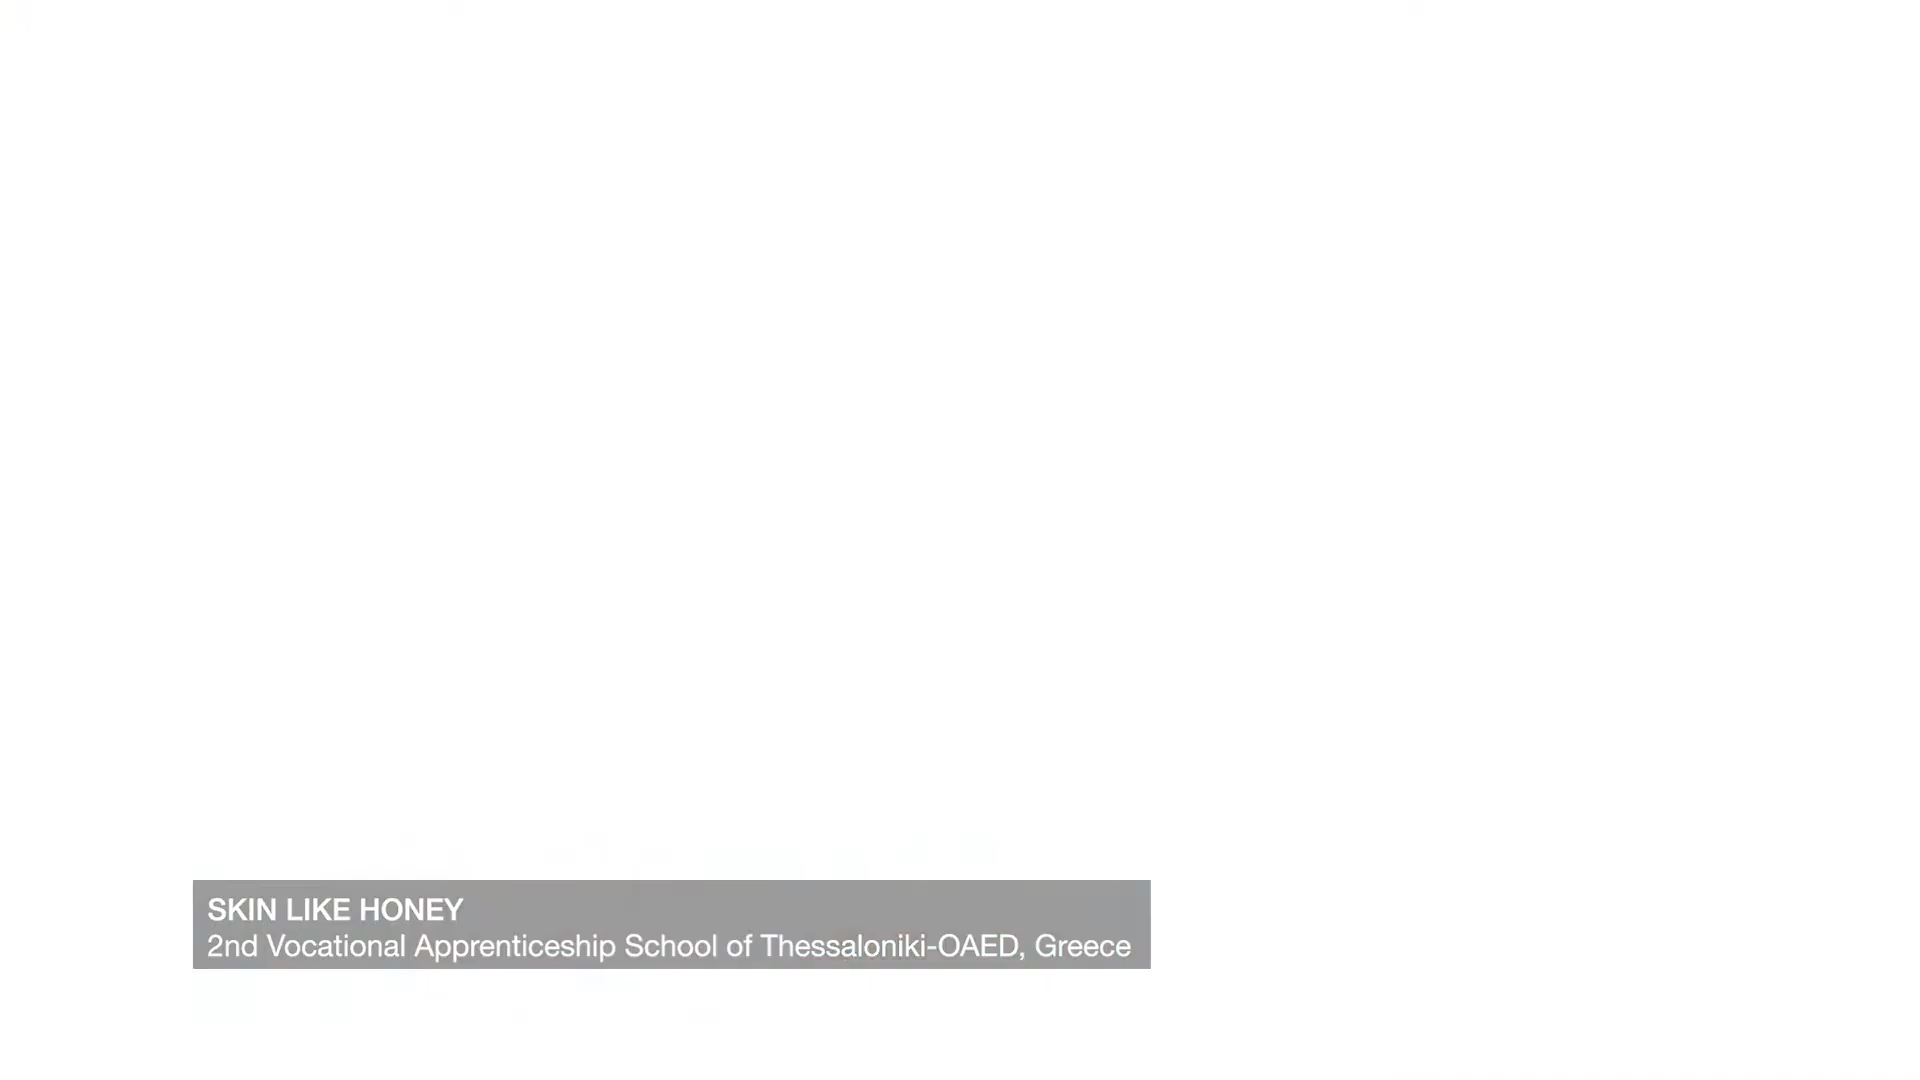 SKIN LIKE HONEY
2nd Vocational Apprenticeship School of Thessaloniki-OAED, Greece